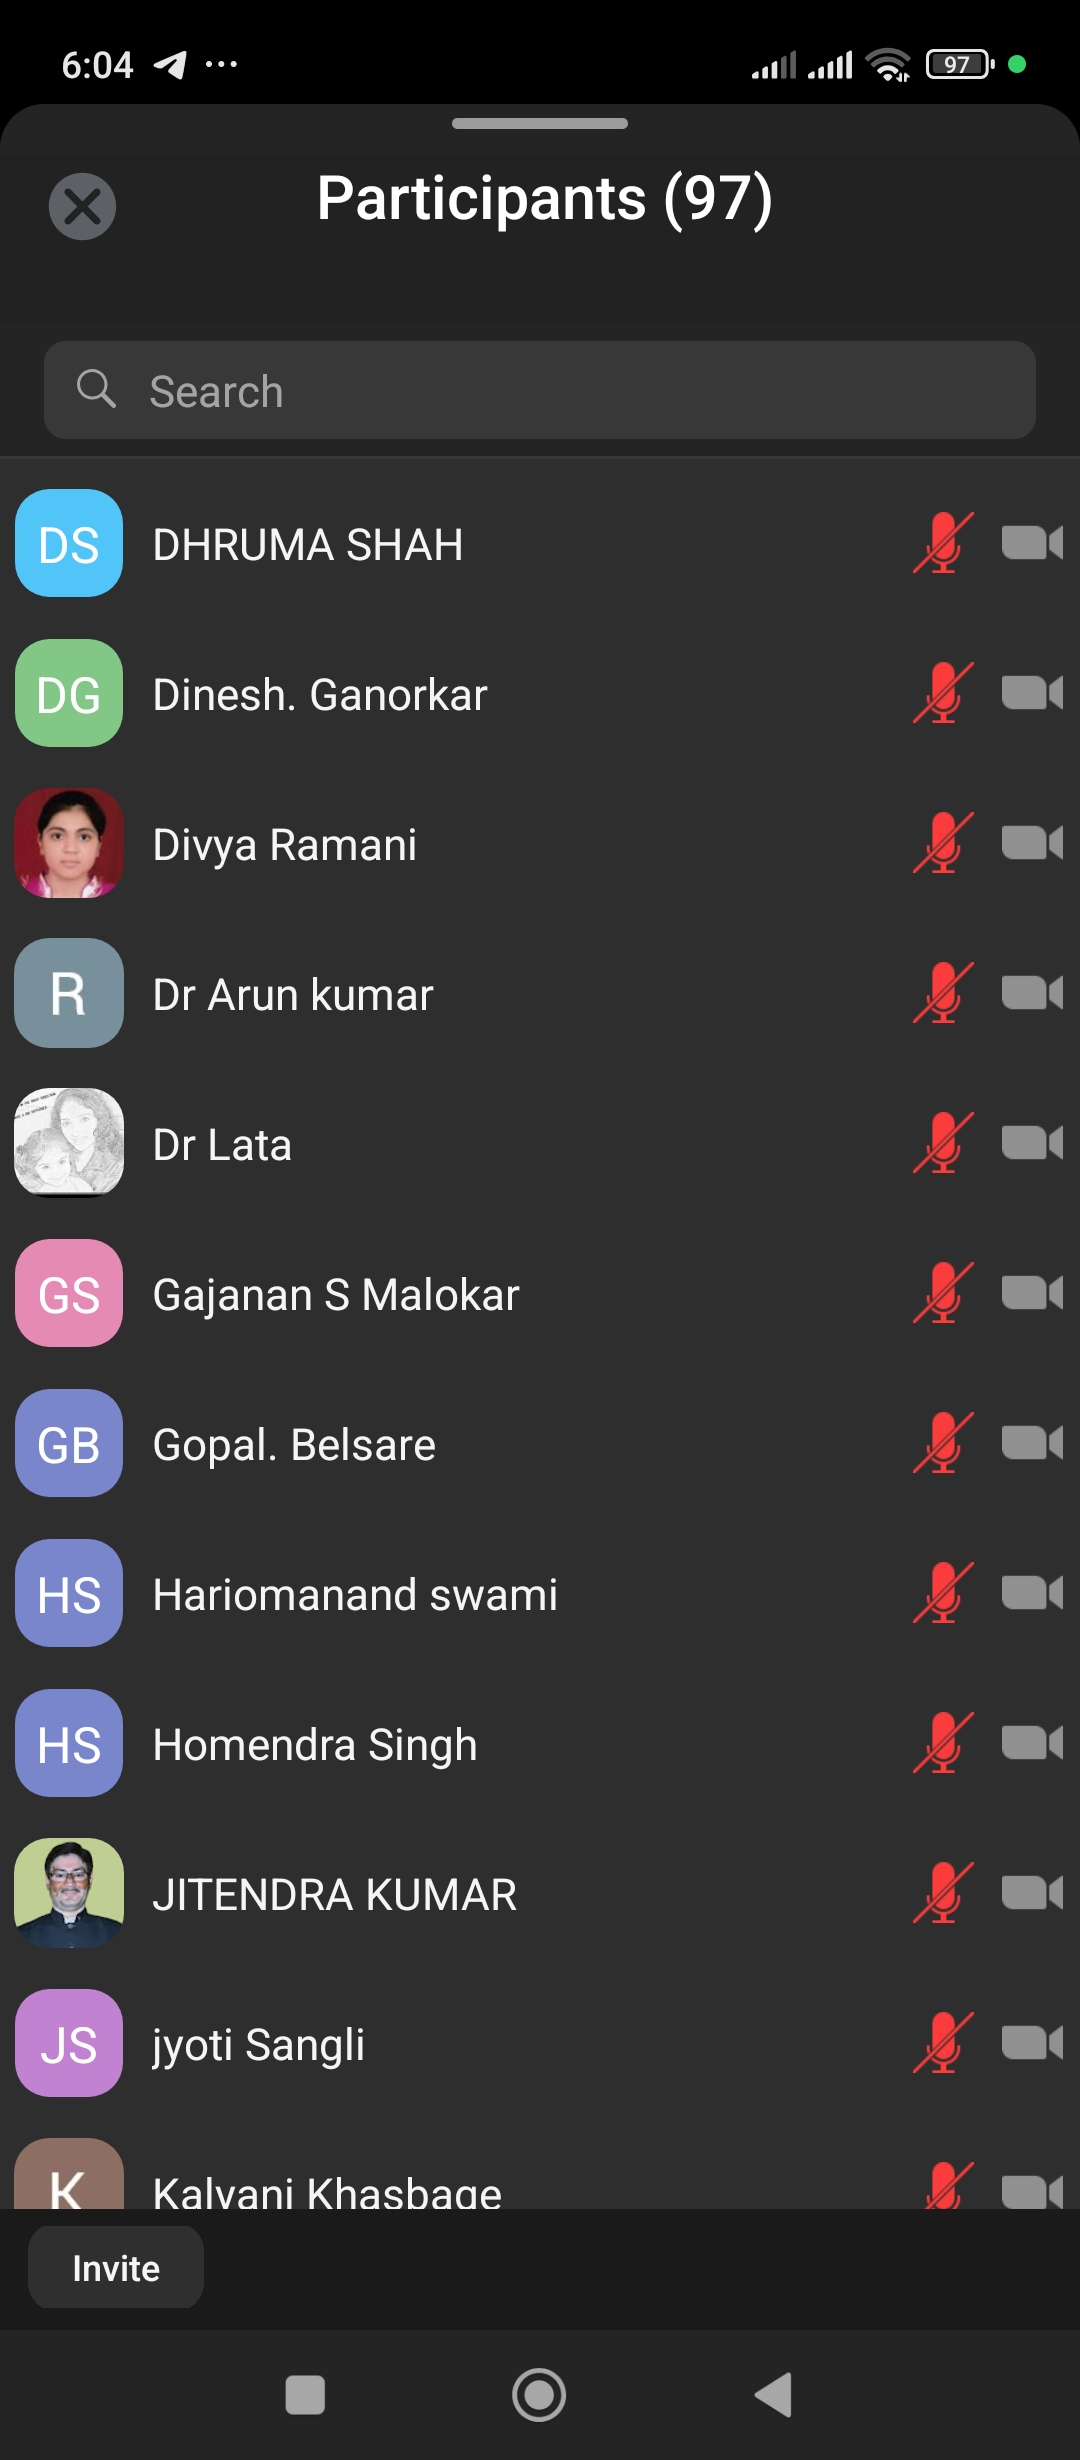 6:04
97
Participants (97)
Search
DS DHRUMA SHAH
DG Dinesh. Ganorkar
Divya Ramani
R Dr Arun kumar
Dr Lata
GS Gajanan S Malokar
GB Gopal. Belsare
HS Hariomanand swami
HS Homendra Singh
JITENDRA KUMAR
JS jyoti Sangli
K Kalyani Khasbage
Invite